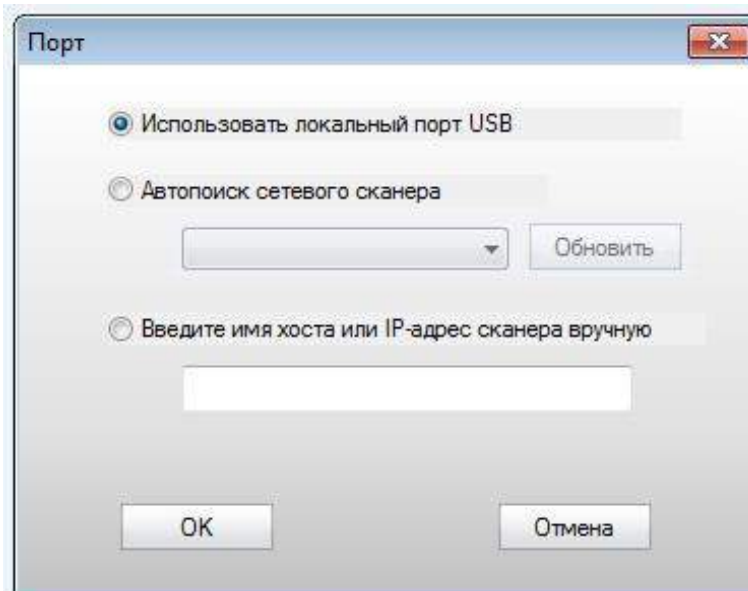 Порт
Использовать локальный порт USB
Автопоиск сетевого сканера
Обновить
Введите имя хоста или IP-адрес сканера вручную
OK
Отмена